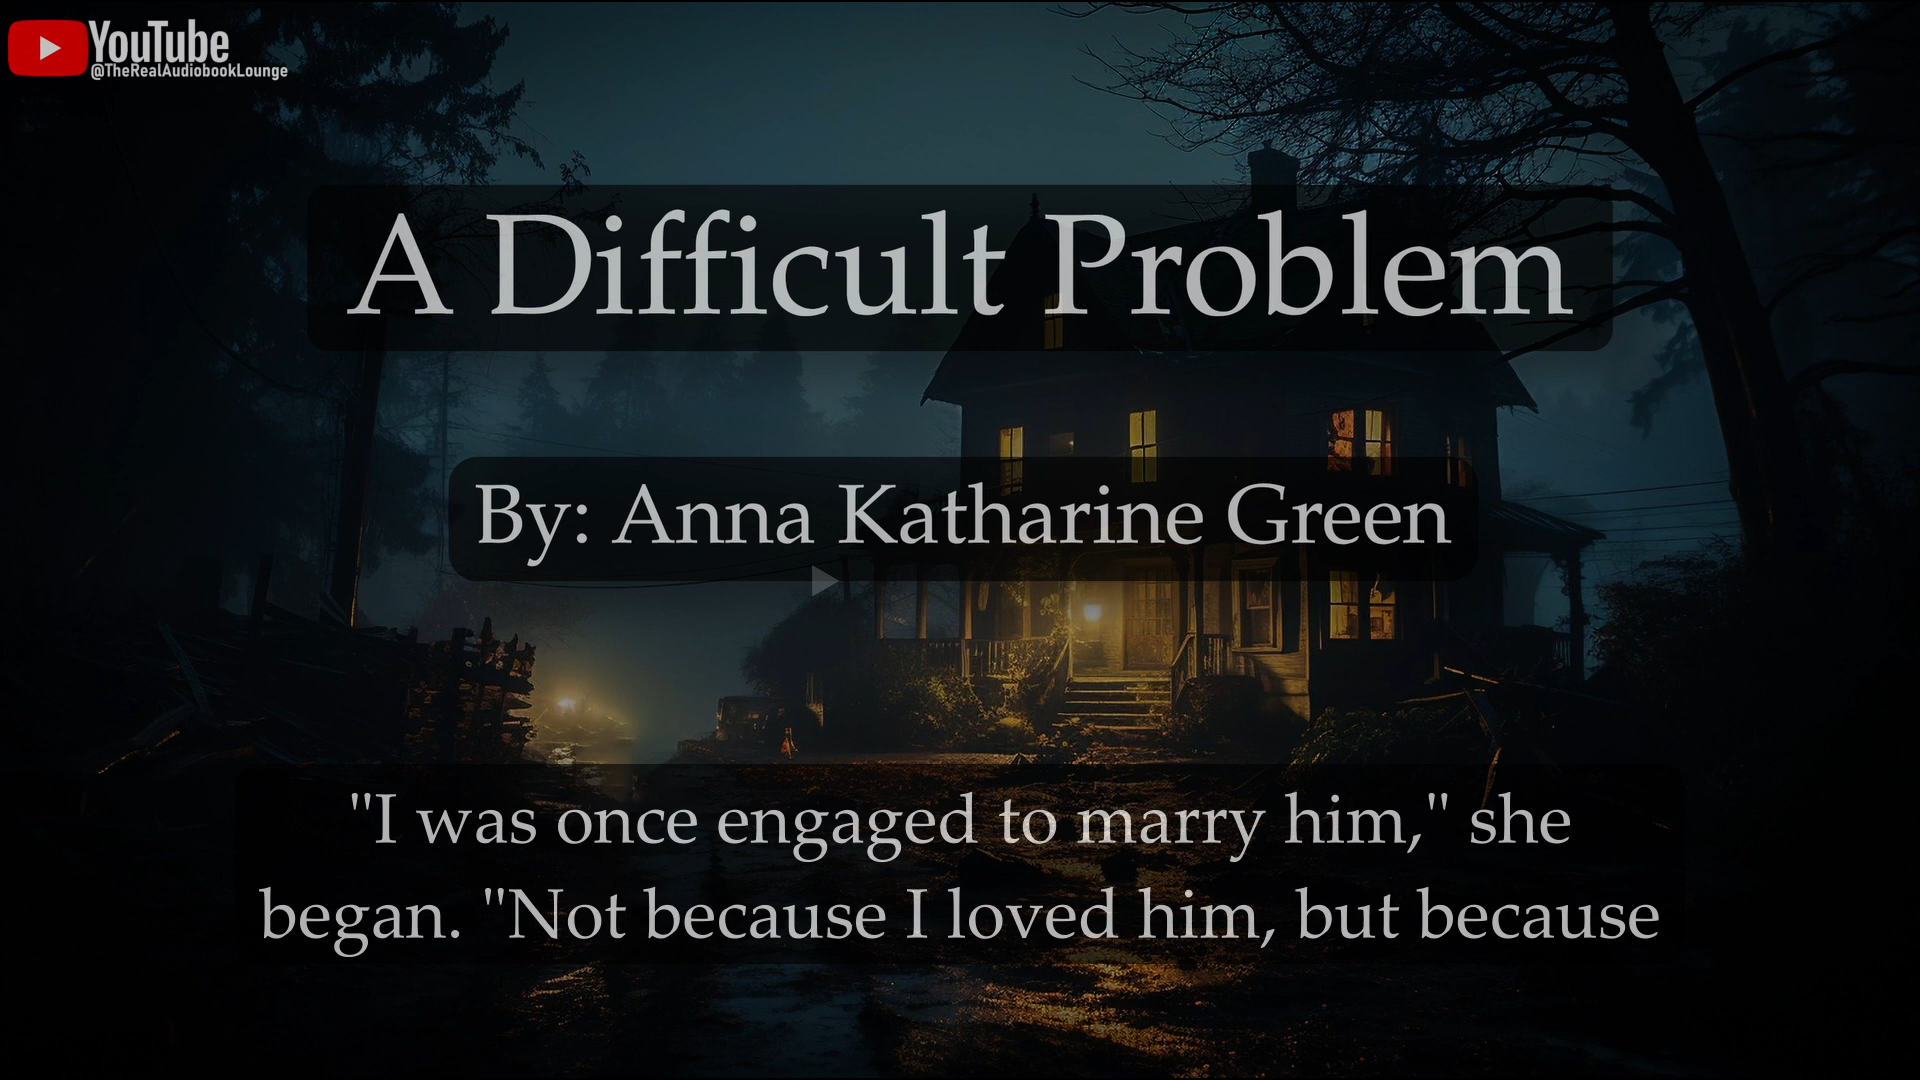 YouTube
@TheRealAudiobookLounge
A Difficult Problem
By: Anna Katharine Green
"I was once engaged to marry him," she
began. "Not because I loved him, but because